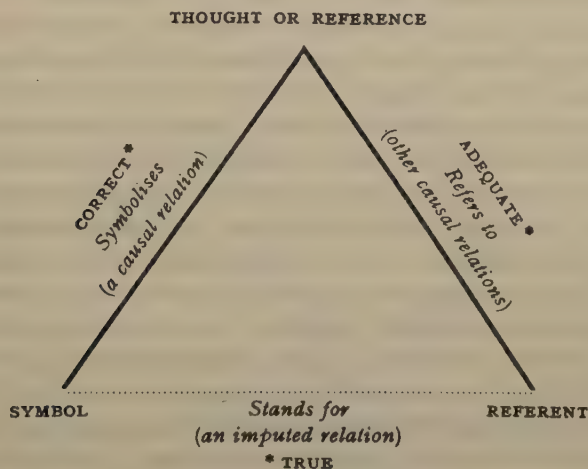 THOUGHT OR REFERENCE
CORRECT *
Symbolises
(a causal relation)
ADEQUATE *
Refers to
(other causal relations)
SYMBOL
Stands for
(an imputed relation)
* TRUE
REFERENT